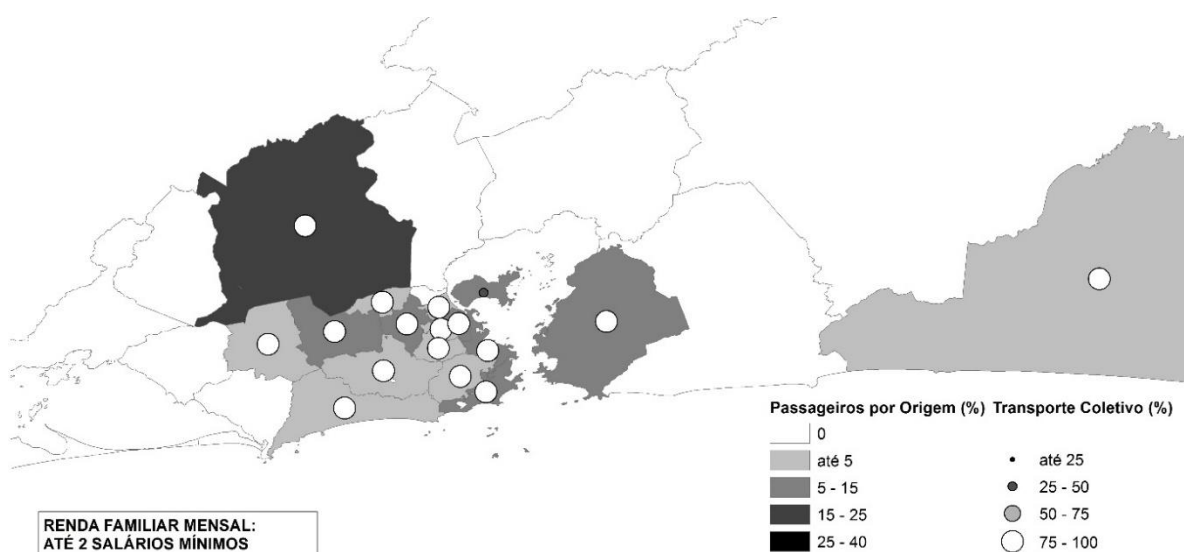 Passageiros por Origem (%)
0
até 5
5 - 15
15 - 25
25 - 40
Transporte Coletivo (%)
até 25
25 - 50
50 - 75
75 - 100
RENDA FAMILIAR MENSAL:
ATÉ 2 SALÁRIOS MÍNIMOS